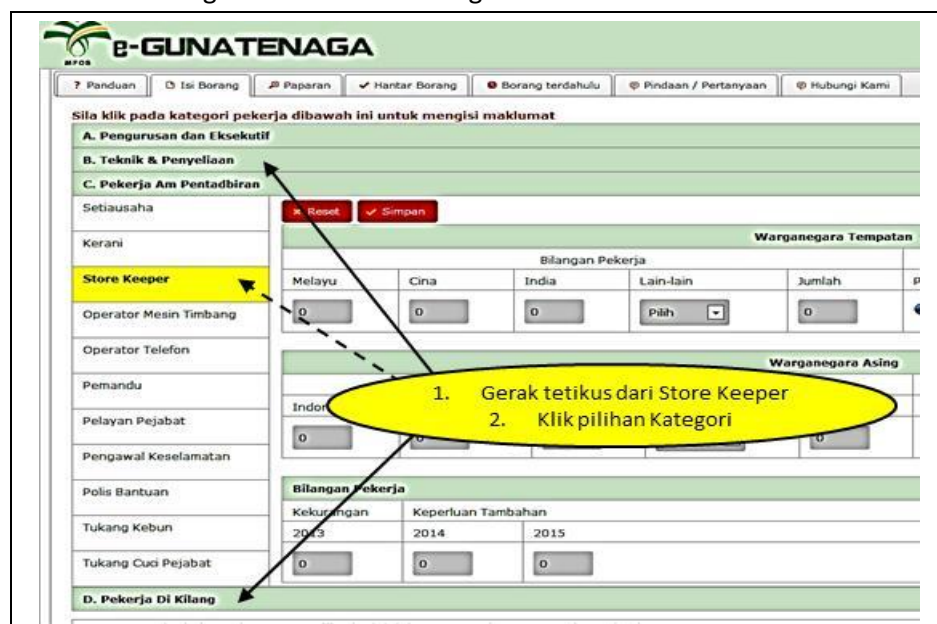 MPOB
e-GUNATENAGA
? Panduan Isi Borang Paparan Hantar Borang Borang terdahulu Pindaan / Pertanyaan Hubungi Kami
Sila klik pada kategori pekerja dibawah ini untuk mengisi maklumat
A. Pengurusan dan Eksekutif
B. Teknik & Penyeliaan
C. Pekerja Am Pentadbiran
Setiausaha
Reset Simpan
Warganegara Tempatan
Kerani
Bilangan Pekerja
Store Keeper
Melayu Cina India Lain-lain Jumlah
0 0 0 Pilih 0
Operator Mesin Timbang
Operator Telefon
Warganegara Asing
Pemandu
1. Gerak tetikus dari Store Keeper
2. Klik pilihan Kategori
Pelayan Pejabat
0 0 0
Pengawal Keselamatan
Polis Bantuan
Bilangan Pekerja
Kekurangan Keperluan Tambahan
Tukang Kebun
2013 2014 2015
Tukang Cuci Pejabat
0 0 0
D. Pekerja Di Kilang